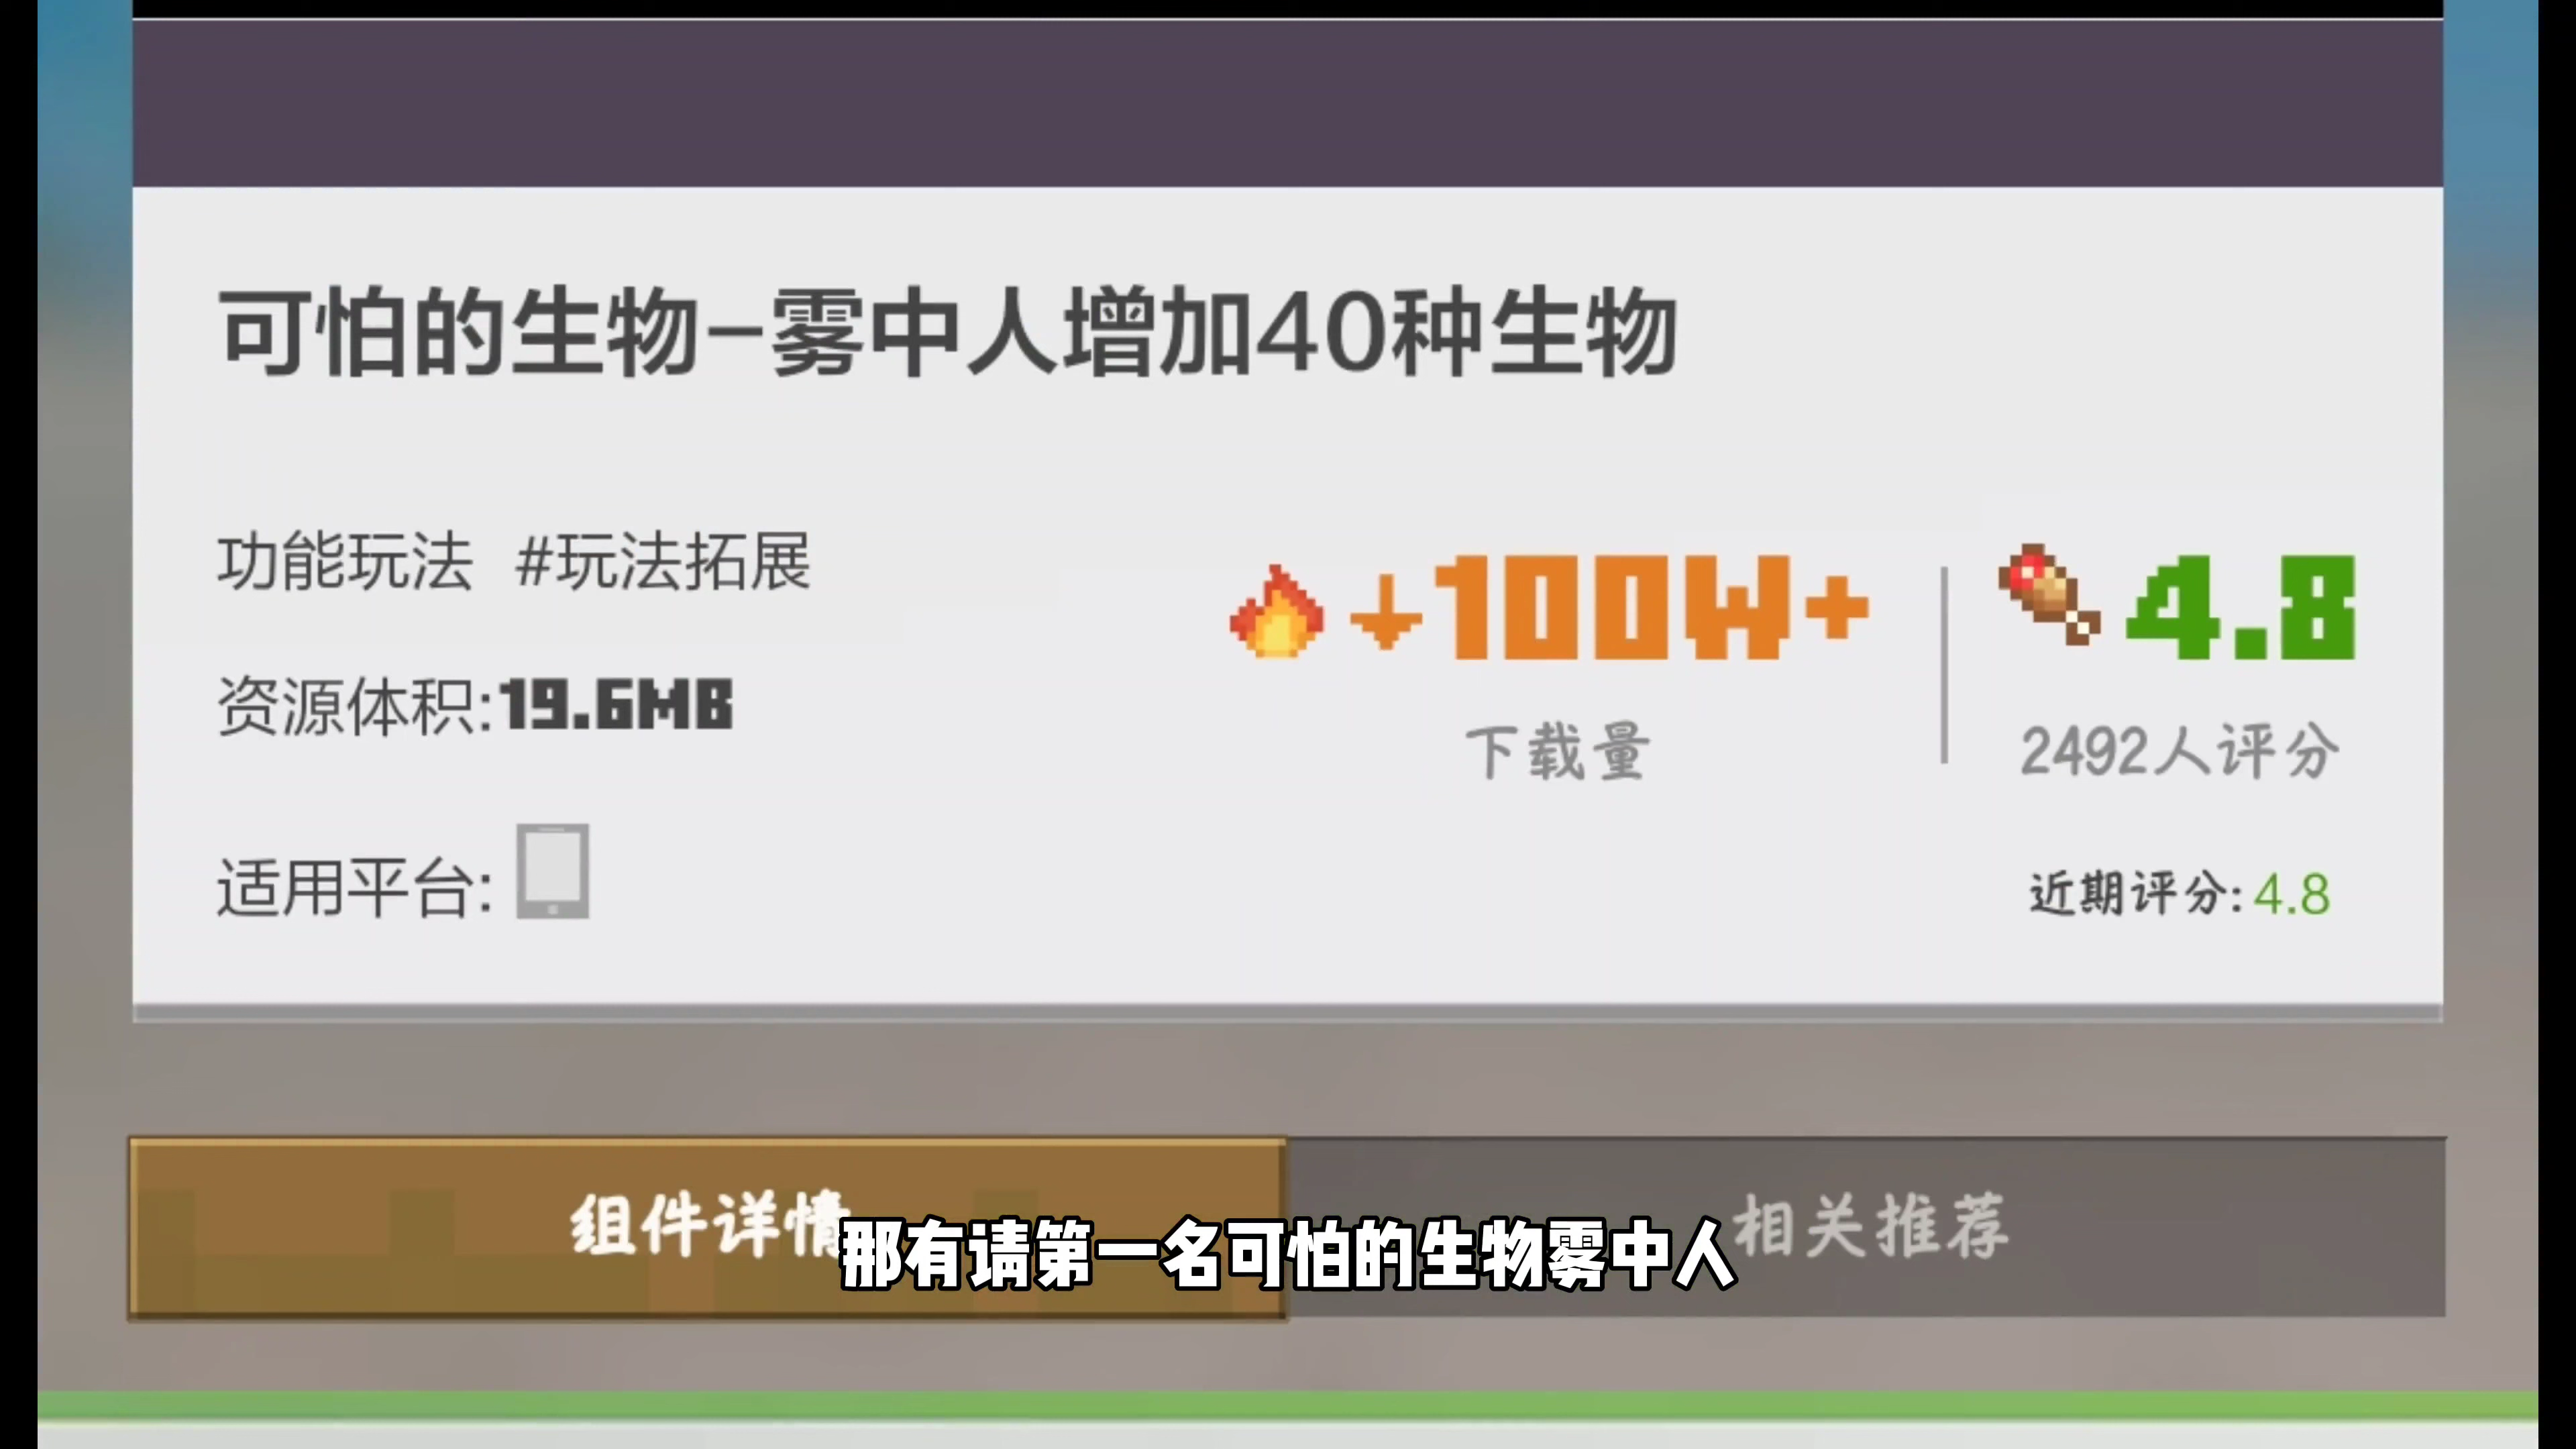 可怕的生物-雾中人增加40种生物
功能玩法 #玩法拓展
100W+
4.8
资源体积:19.6MB
下载量
2492人评分
适用平台:
近期评分:4.8
组件详情
相关推荐
那有请第一名可怕的生物雾中人